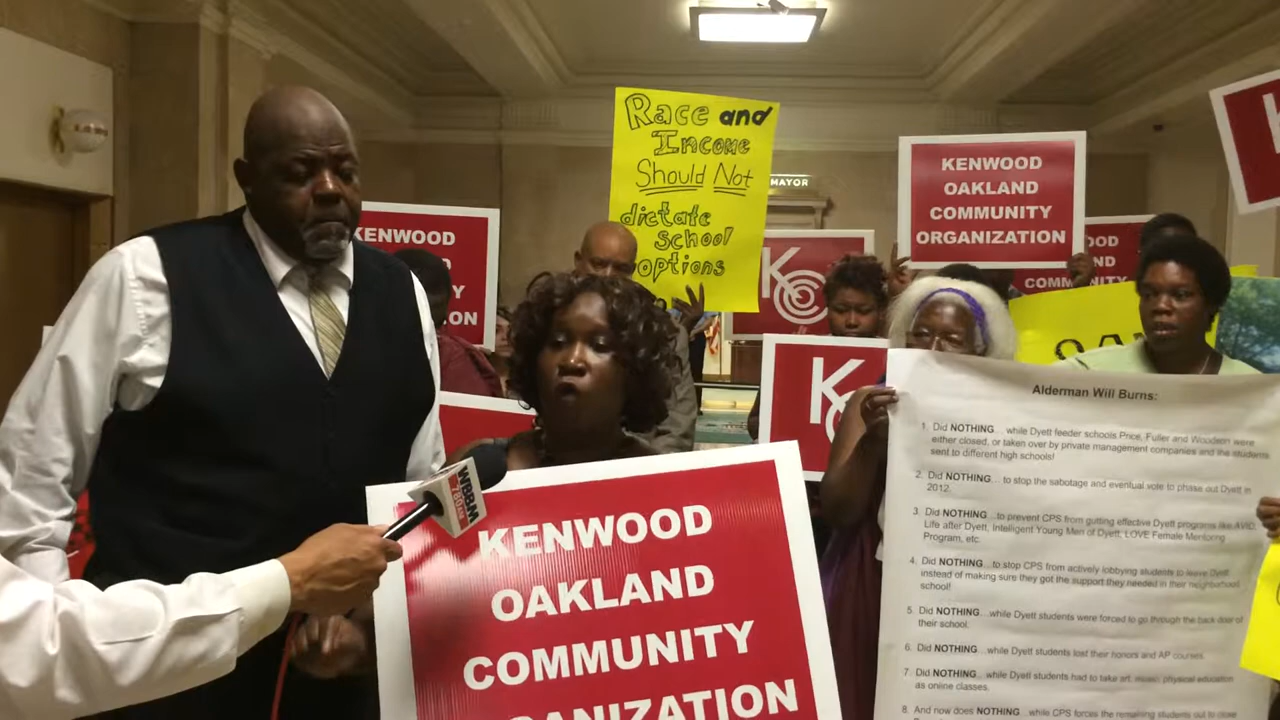 Race and
Income
Should Not
dictate
school
options
MAYOR
KENWOOD
OAKLAND
COMMUNITY
ORGANIZATION
KENWOOD
D
Y
ON
KC
OOD
LAND
COMMUNITY
K
KC
WBBM
780
KENWOOD
OAKLAND
COMMUNITY
GANIZATION
Alderman Will Burns:
1. Did NOTHING… while Dyett feeder schools Price, Fuller and Woodson were
either closed, or taken over by private management companies and the students
sent to different high schools!
2. Did NOTHING… to stop the sabotage and eventual vote to phase out Dyett in
2012.
3. Did NOTHING…to prevent CPS from gutting effective Dyett programs like AVID,
Life after Dyett, Intelligent Young Men of Dyett, LOVE Female Mentoring
Program, etc.
4. Did NOTHING…to stop CPS from actively lobbying students to leave Dyett
instead of making sure they got the support they needed in their neighborhood
school!
5. Did NOTHING…while Dyett students were forced to go through the back door of
their school.
6. Did NOTHING…while Dyett students lost their honors and AP courses.
7. Did NOTHING…while Dyett students had to take art, music, physical education
as online classes.
8. And now does NOTHING…while CPS forces the remaining students out to close